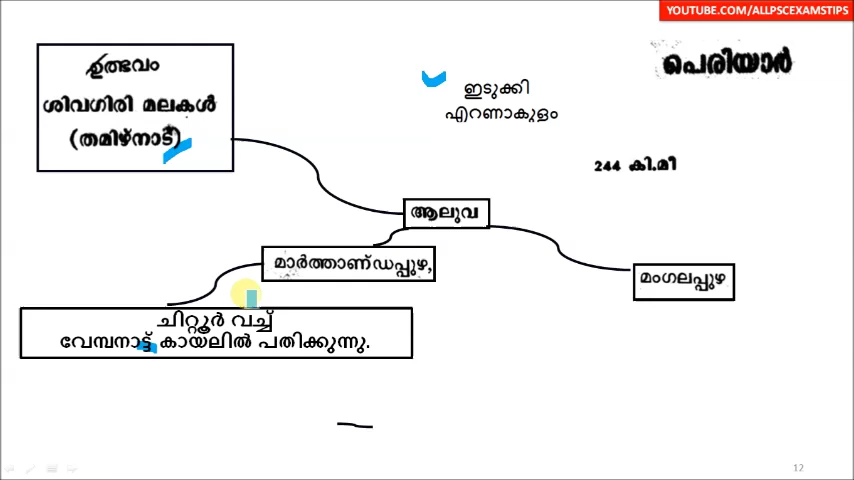 YOUTUBE.COM/ALLPSCEXAMSTIPS
പെരിയാർ
ഉത്ഭവം
ശിവഗിരി മലകൾ
(തമിഴ്നാട്)
ഇടുക്കി
എറണാകുളം
244 കി.മീ
ആലുവ
മാർത്താണ്ഡപ്പുഴ,
മംഗലപ്പുഴ
ചിറ്റൂർ വച്ച്
വേമ്പനാട്ട് കായലിൽ പതിക്കുന്നു.
12